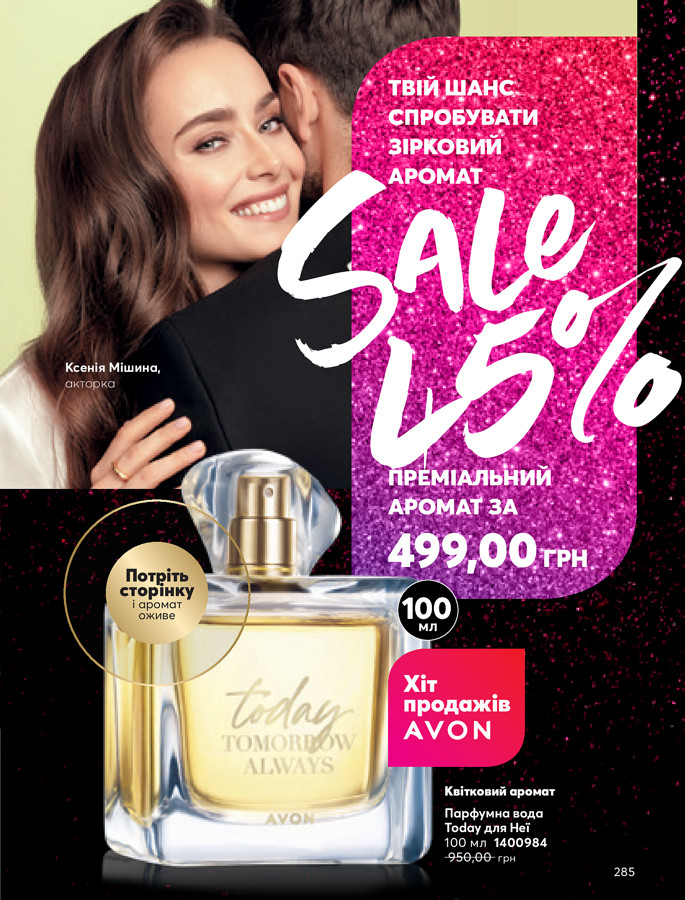 ТВІЙ ШАНС
СПРОБУВАТИ
ЗІРКОВИЙ
АРОМАТ
SALE
45%
Ксенія Мішина,
акторка
ПРЕМІАЛЬНИЙ
АРОМАТ ЗА
499,00 ГРН
Потріть
сторінку
і аромат
оживе
100
МЛ
today
TOMORROW
ALWAYS
AVON
Хіт
продажів
AVON
Квітковий аромат
Парфумна вода
Today для Неї
100 мл 1400984
950,00 грн
285